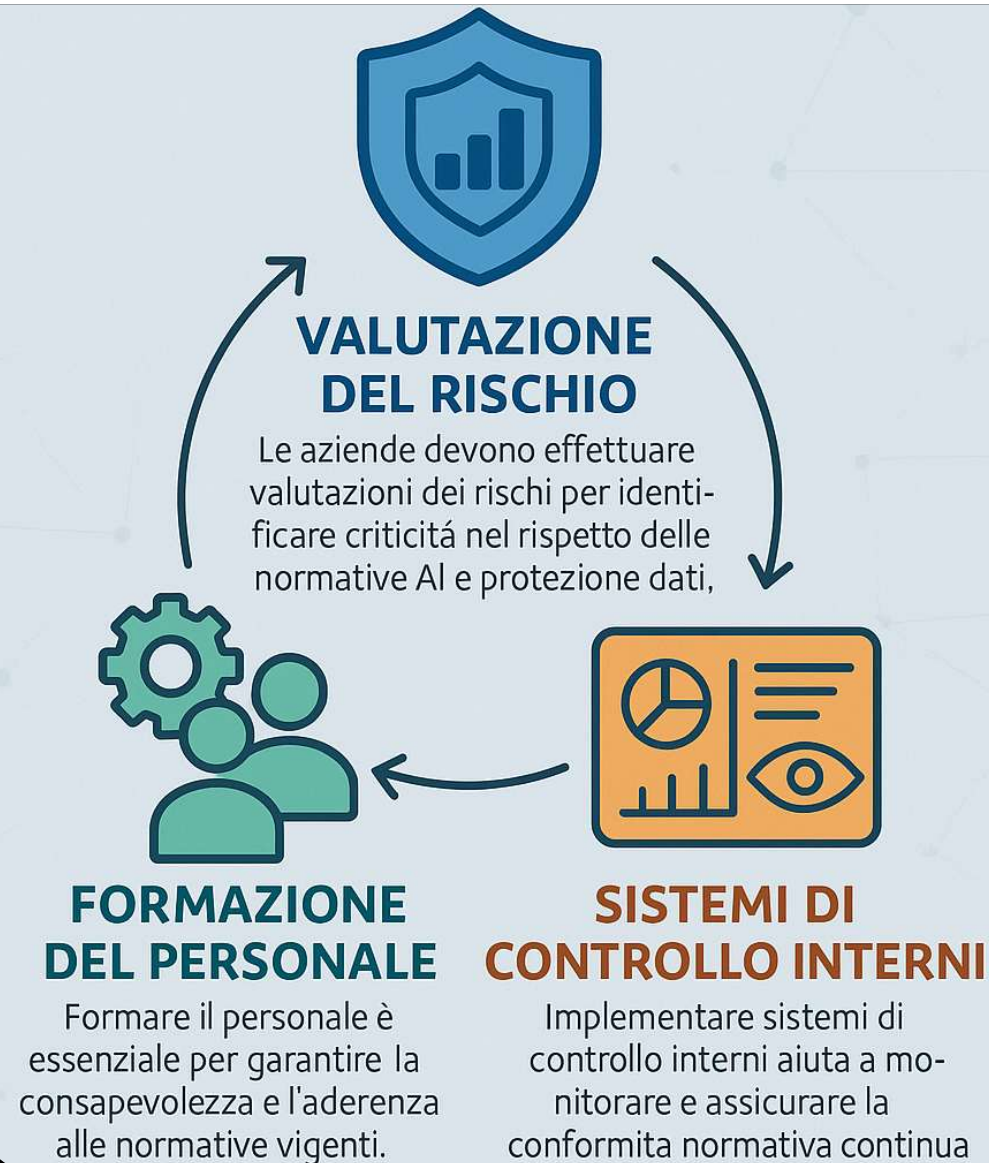 VALUTAZIONE
DEL RISCHIO
Le aziende devono effettuare
valutazioni dei rischi per identi-
ficare criticitá nel rispetto delle
normative AI e protezione dati,
FORMAZIONE
DEL PERSONALE
Formare il personale è
essenziale per garantire la
consapevolezza e l'aderenza
alle normative vigenti.
SISTEMI DI
CONTROLLO INTERNI
Implementare sistemi di
controllo interni aiuta a mo-
nitorare e assicurare la
conformita normativa continua